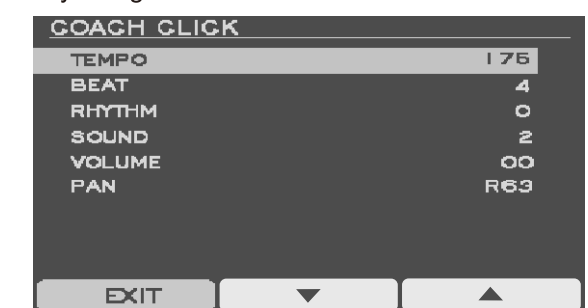 COACH CLICK
TEMPO 175
BEAT 4
RHYTHM 0
SOUND 2
VOLUME 00
PAN R63
EXIT